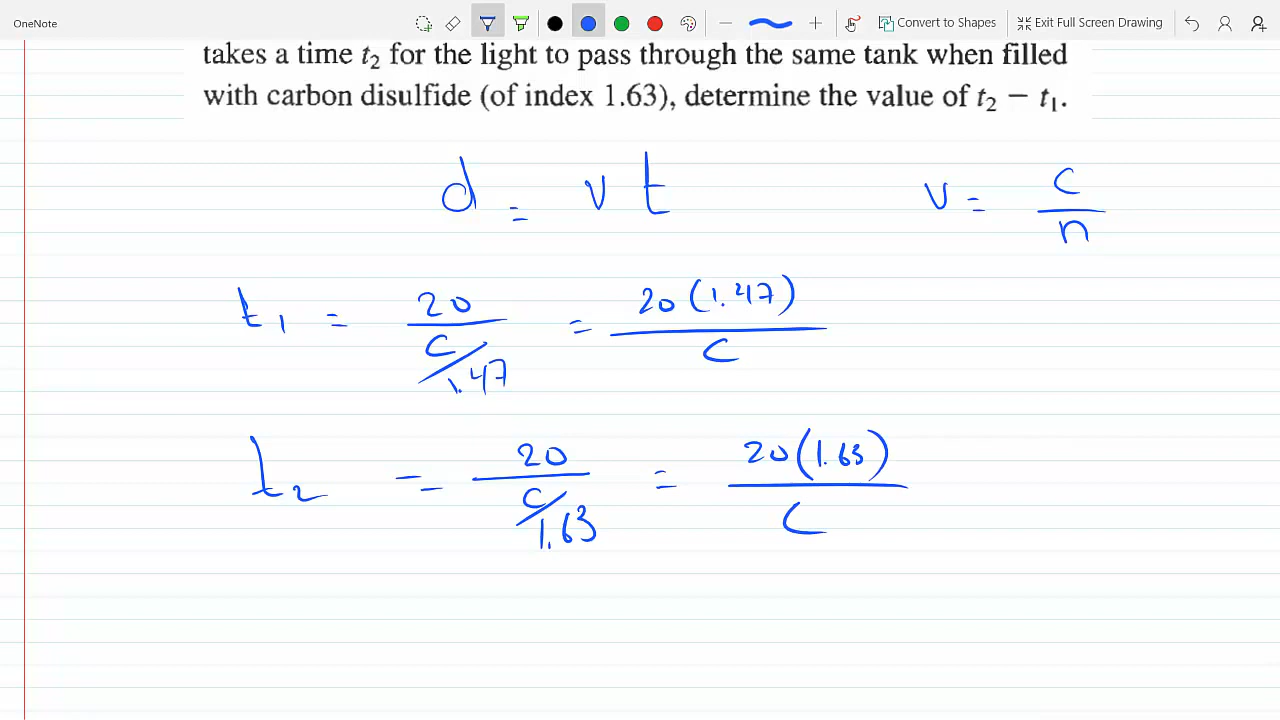 OneNote
Convert to Shapes
Exit Full Screen Drawing
takes a time t₂ for the light to pass through the same tank when filled
with carbon disulfide (of index 1.63), determine the value of t₂ − t₁.
d = v t
v = c/n
t₁ = 20/(c/1.47) = 20(1.47)/c
t₂ = 20/(c/1.63) = 20(1.63)/c